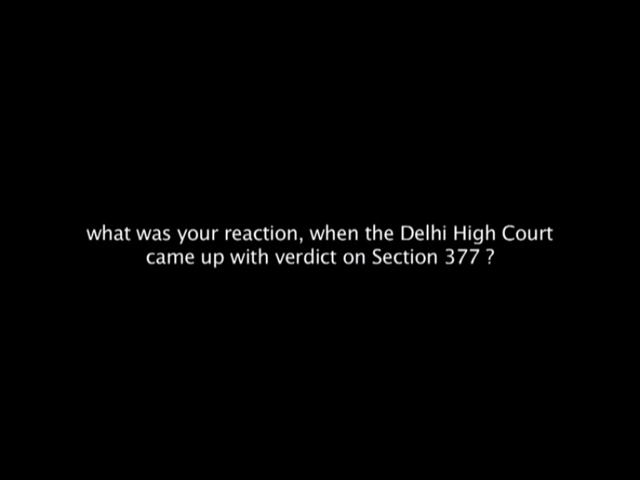 what was your reaction, when the Delhi High Court
came up with verdict on Section 377 ?